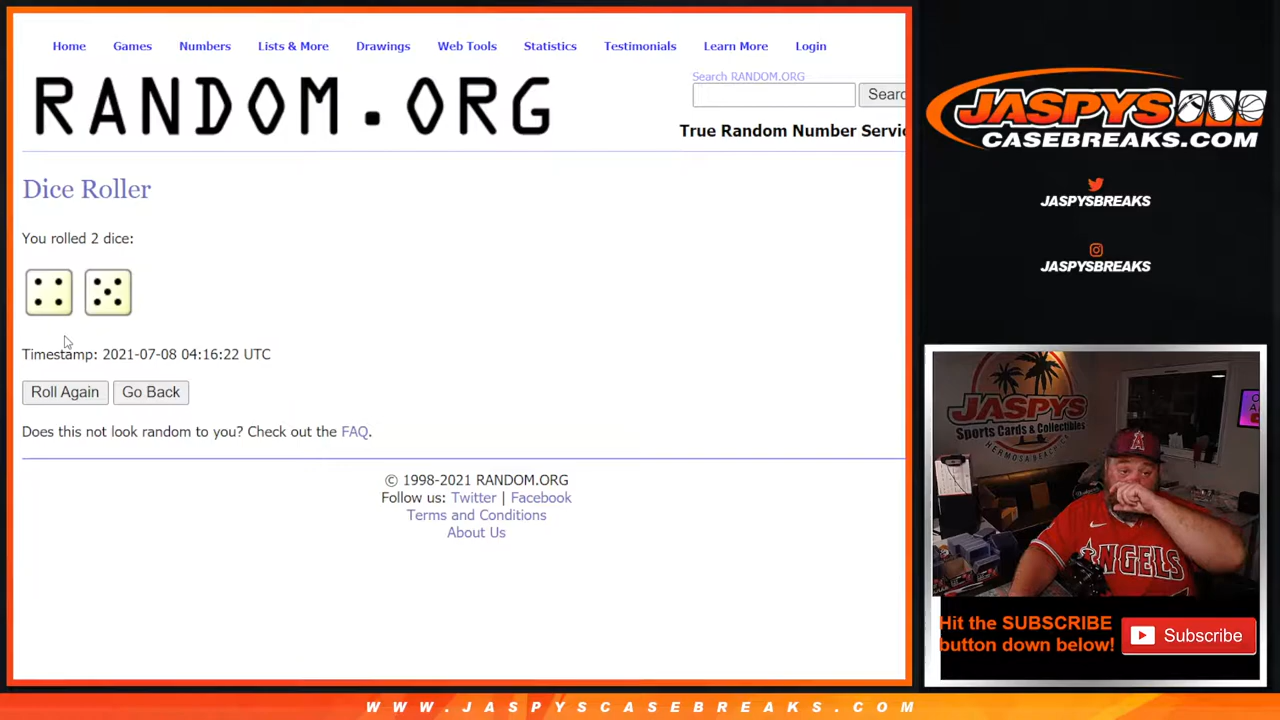 Home Games Numbers Lists & More Drawings Web Tools Statistics Testimonials Learn More Login
RANDOM.ORG
Search RANDOM.ORG
Searc
True Random Number Servic
Dice Roller
You rolled 2 dice:
Timestamp: 2021-07-08 04:16:22 UTC
Roll Again Go Back
Does this not look random to you? Check out the FAQ.
© 1998-2021 RANDOM.ORG
Follow us: Twitter | Facebook
Terms and Conditions
About Us
JASPYS
CASEBREAKS.COM
JASPYSBREAKS
JASPYSBREAKS
JASPYS
Sports Cards & Collectibles
HERMOSA BEACH, CA
A
ANGELS
Hit the SUBSCRIBE
button down below!
Subscribe
WWW.JASPYSCASEBREAKS.COM